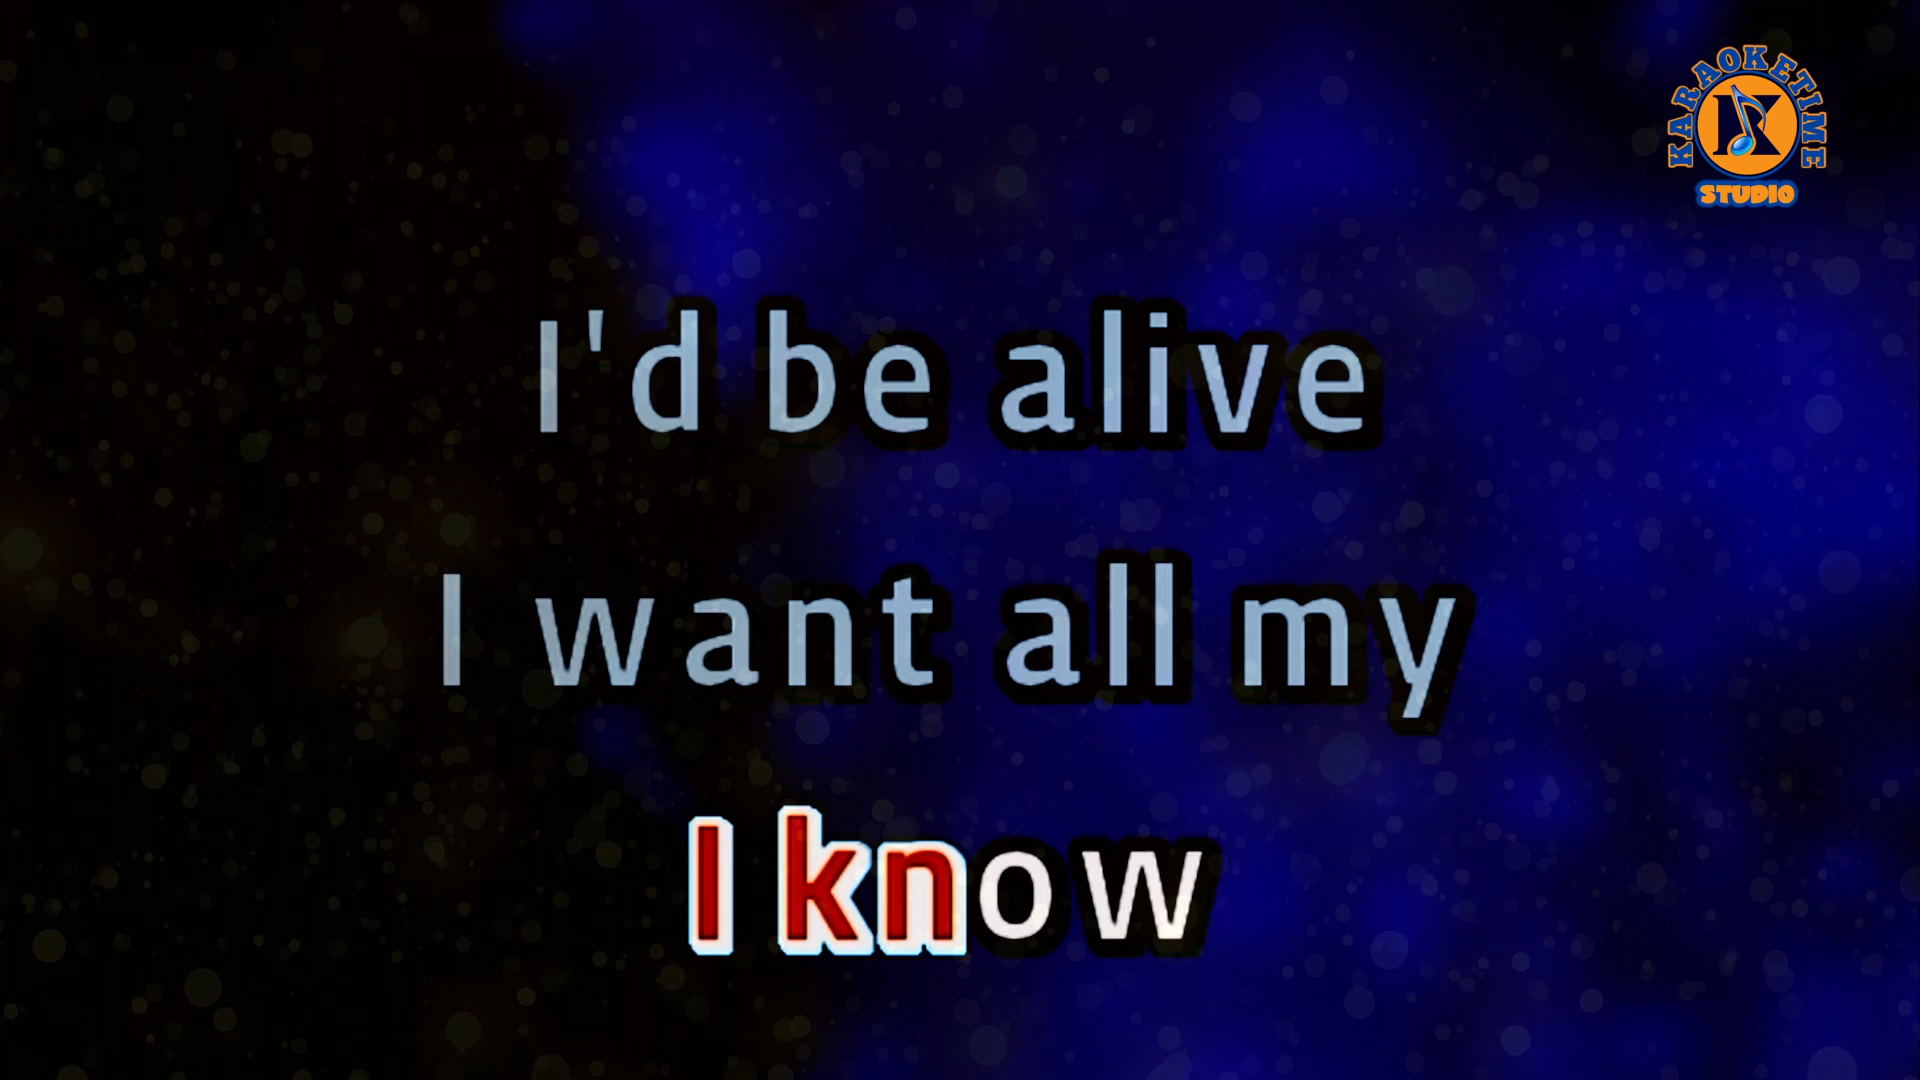 KARAOKETIME
STUDIO
I'd be alive
I want all my
I know